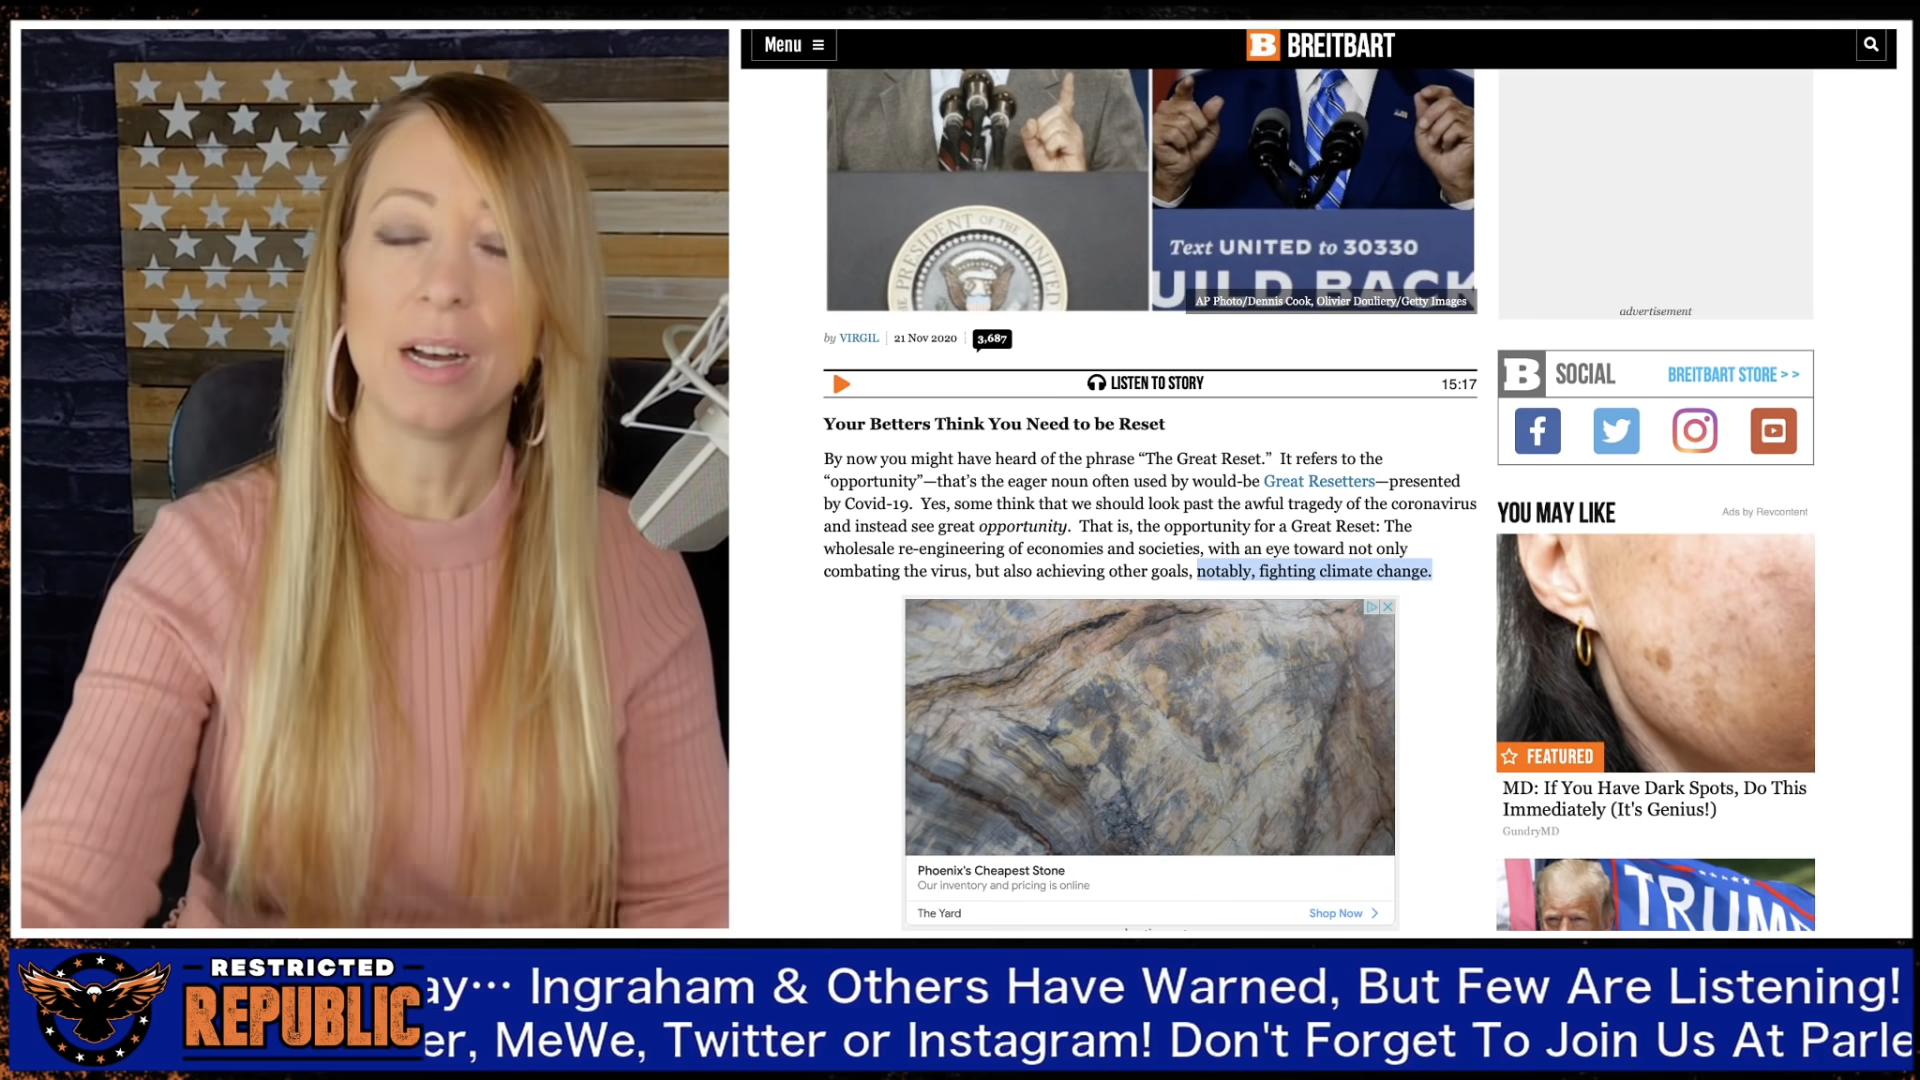 Menu
BREITBART
PRESIDENT OF THE UNITED
Text UNITED to 30330
UILD BACK
AP Photo/Dennis Cook, Olivier Douliery/Getty Images
advertisement
by VIRGIL 21 Nov 2020 3,687
LISTEN TO STORY 15:17
Your Betters Think You Need to be Reset
By now you might have heard of the phrase “The Great Reset.” It refers to the
“opportunity”—that’s the eager noun often used by would-be Great Resetters—presented
by Covid-19. Yes, some think that we should look past the awful tragedy of the coronavirus
and instead see great opportunity. That is, the opportunity for a Great Reset: The
wholesale re-engineering of economies and societies, with an eye toward not only
combating the virus, but also achieving other goals, notably, fighting climate change.
Phoenix's Cheapest Stone
Our inventory and pricing is online
The Yard Shop Now
B SOCIAL BREITBART STORE > >
YOU MAY LIKE Ads by Revcontent
FEATURED
MD: If You Have Dark Spots, Do This
Immediately (It's Genius!)
GundryMD
TRUM
RESTRICTED
REPUBLIC
ay... Ingraham & Others Have Warned, But Few Are Listening!
er, MeWe, Twitter or Instagram! Don't Forget To Join Us At Parle